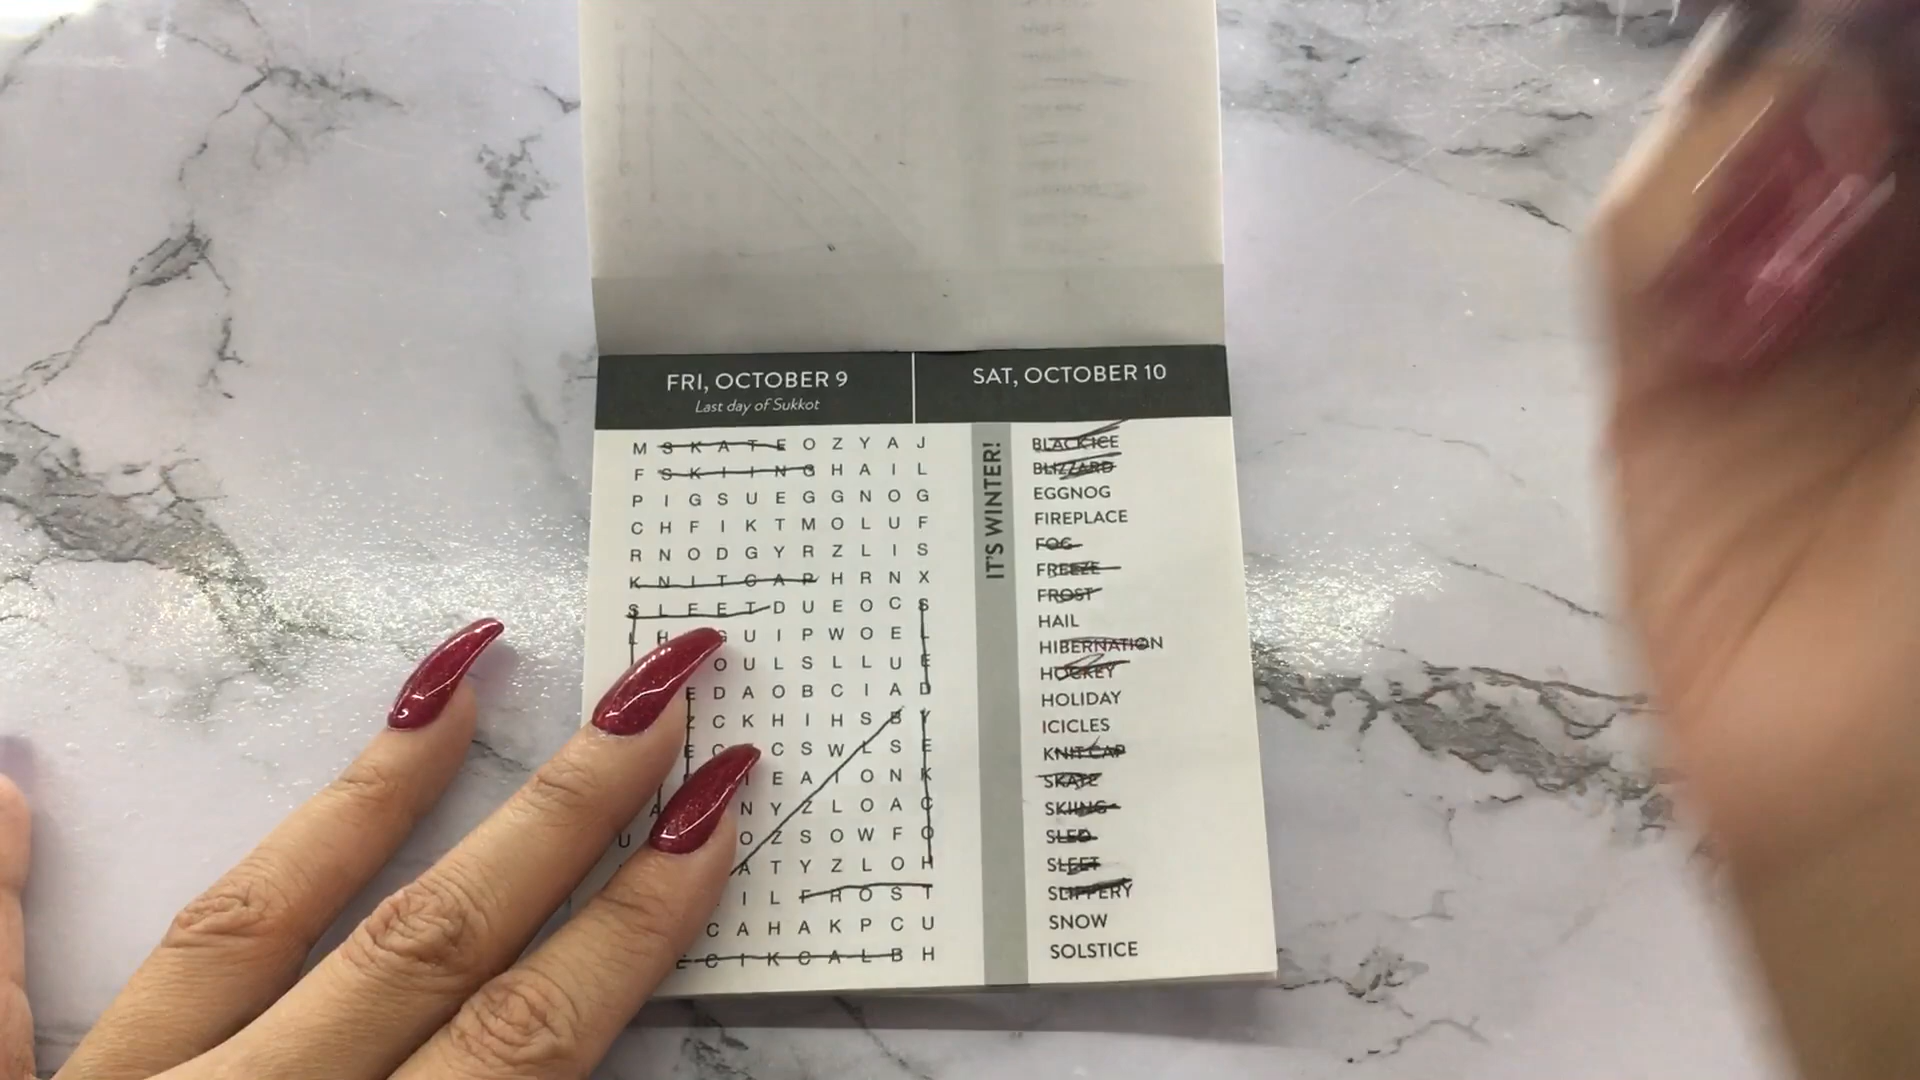 FRI, OCTOBER 9
Last day of Sukkot
SAT, OCTOBER 10
M S K A T E O Z Y A J
F S K I I N G H A I L
P I G S U E G G N O G
C H F I K T M O L U F
R N O D G Y R Z L I S
K N I T C A P H R N X
S L E E T D U E O C S
L H G U I P W O E L
O U L S L L U E
E D A O B C I A D
Z C K H I H S B Y
E C C S W L S E
I E A T O N K
A N Y Z L O A C
U O Z S O W F O
A T Y Z L O H
I L F R O S T
C A H A K P C U
E C I K C A L B H
IT'S WINTER!
BLACK ICE
BLIZZARD
EGGNOG
FIREPLACE
FOG
FREEZE
FROST
HAIL
HIBERNATION
HOCKEY
HOLIDAY
ICICLES
KNIT CAP
SKATE
SKIING
SLED
SLEET
SLIPPERY
SNOW
SOLSTICE